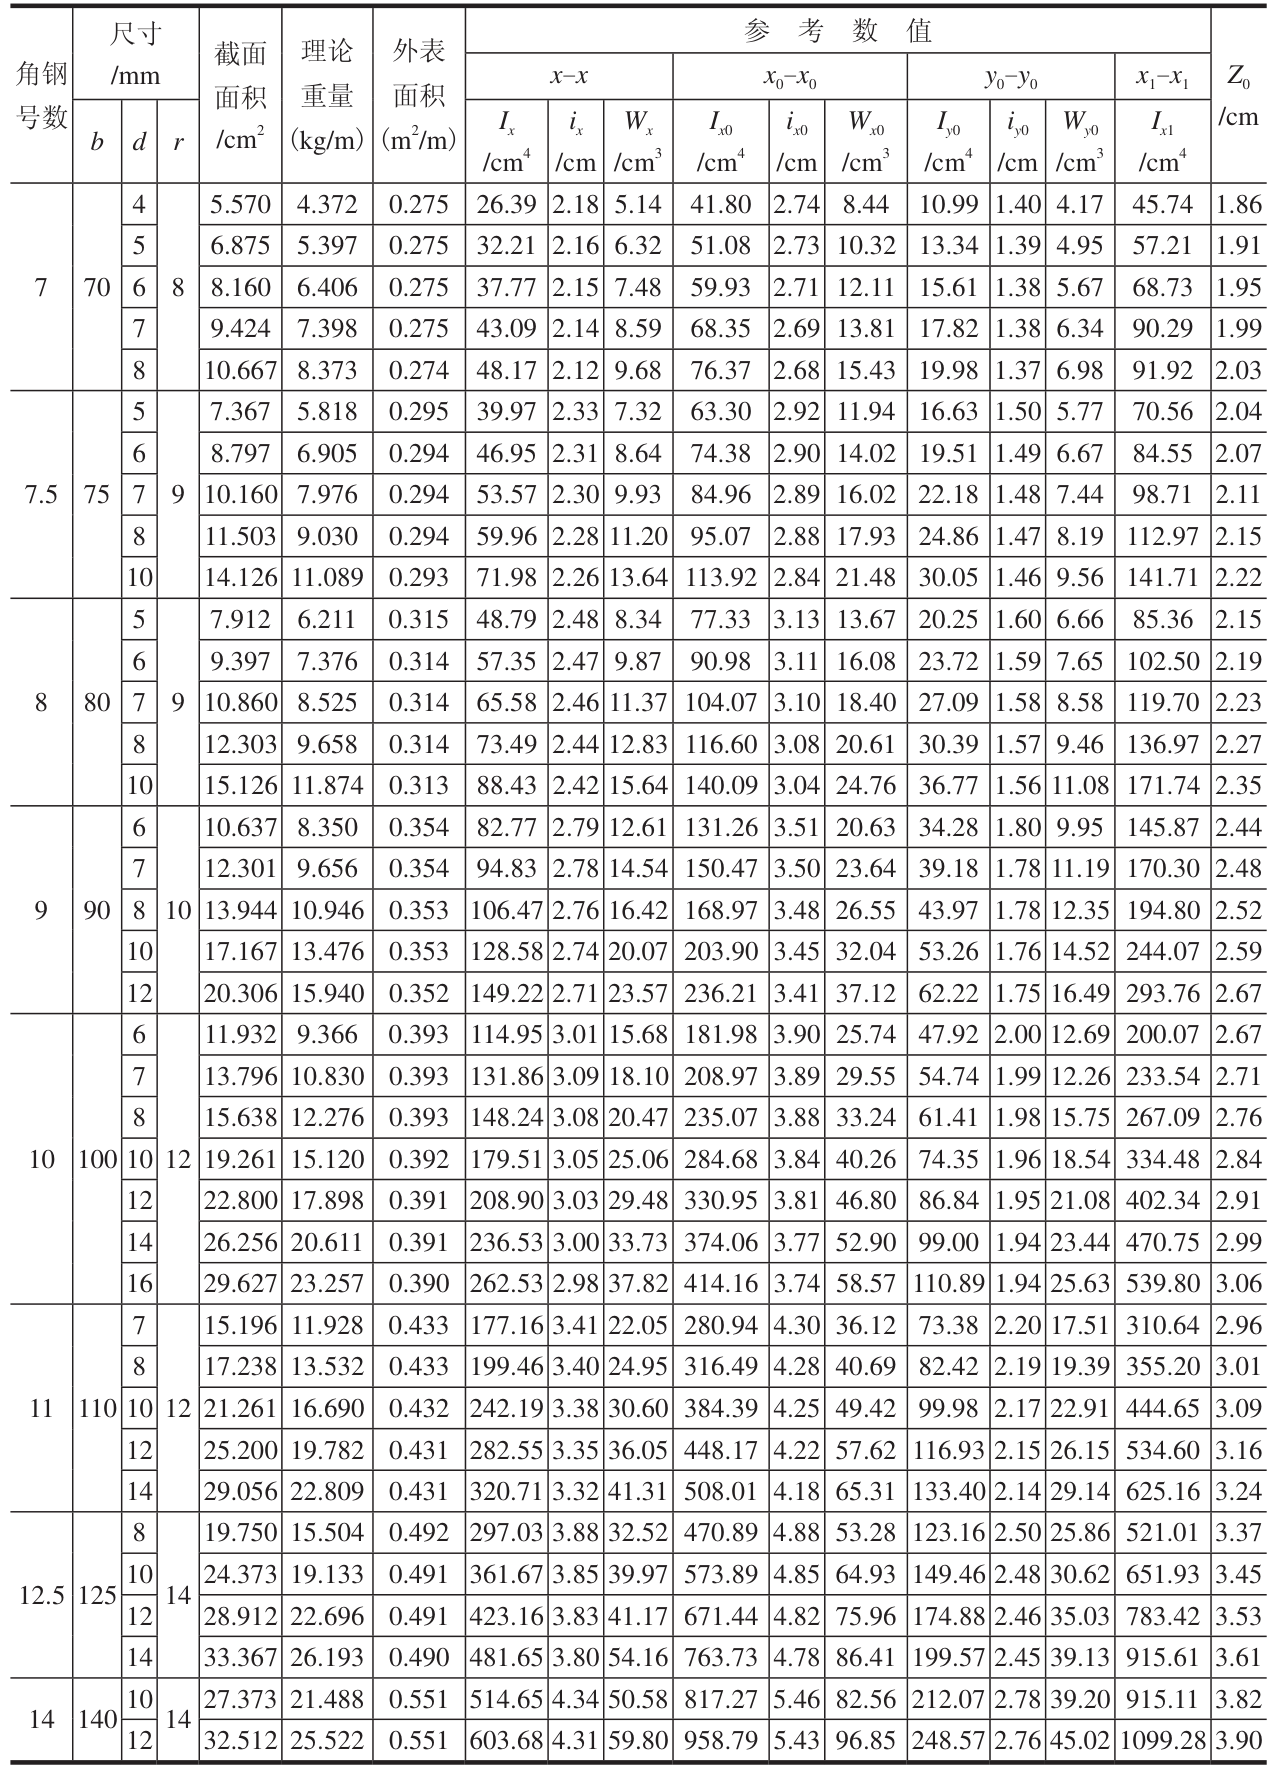 角钢号数 尺寸/mm 截面面积/cm² 理论重量(kg/m) 外表面积(m²/m) 参 考 数 值 Z₀/cm
x–x x₀–x₀ y₀–y₀ x₁–x₁
b d r Iₓ/cm⁴ iₓ/cm Wₓ/cm³ Iₓ₀/cm⁴ iₓ₀/cm Wₓ₀/cm³ Iy0/cm⁴ iy0/cm Wy0/cm³ Iₓ₁/cm⁴
7 70 4 8 5.570 4.372 0.275 26.39 2.18 5.14 41.80 2.74 8.44 10.99 1.40 4.17 45.74 1.86
5 6.875 5.397 0.275 32.21 2.16 6.32 51.08 2.73 10.32 13.34 1.39 4.95 57.21 1.91
6 8.160 6.406 0.275 37.77 2.15 7.48 59.93 2.71 12.11 15.61 1.38 5.67 68.73 1.95
7 9.424 7.398 0.275 43.09 2.14 8.59 68.35 2.69 13.81 17.82 1.38 6.34 90.29 1.99
8 10.667 8.373 0.274 48.17 2.12 9.68 76.37 2.68 15.43 19.98 1.37 6.98 91.92 2.03
7.5 75 5 9 7.367 5.818 0.295 39.97 2.33 7.32 63.30 2.92 11.94 16.63 1.50 5.77 70.56 2.04
6 8.797 6.905 0.294 46.95 2.31 8.64 74.38 2.90 14.02 19.51 1.49 6.67 84.55 2.07
7 10.160 7.976 0.294 53.57 2.30 9.93 84.96 2.89 16.02 22.18 1.48 7.44 98.71 2.11
8 11.503 9.030 0.294 59.96 2.28 11.20 95.07 2.88 17.93 24.86 1.47 8.19 112.97 2.15
10 14.126 11.089 0.293 71.98 2.26 13.64 113.92 2.84 21.48 30.05 1.46 9.56 141.71 2.22
8 80 5 9 7.912 6.211 0.315 48.79 2.48 8.34 77.33 3.13 13.67 20.25 1.60 6.66 85.36 2.15
6 9.397 7.376 0.314 57.35 2.47 9.87 90.98 3.11 16.08 23.72 1.59 7.65 102.50 2.19
7 10.860 8.525 0.314 65.58 2.46 11.37 104.07 3.10 18.40 27.09 1.58 8.58 119.70 2.23
8 12.303 9.658 0.314 73.49 2.44 12.83 116.60 3.08 20.61 30.39 1.57 9.46 136.97 2.27
10 15.126 11.874 0.313 88.43 2.42 15.64 140.09 3.04 24.76 36.77 1.56 11.08 171.74 2.35
9 90 6 10 10.637 8.350 0.354 82.77 2.79 12.61 131.26 3.51 20.63 34.28 1.80 9.95 145.87 2.44
7 12.301 9.656 0.354 94.83 2.78 14.54 150.47 3.50 23.64 39.18 1.78 11.19 170.30 2.48
8 13.944 10.946 0.353 106.47 2.76 16.42 168.97 3.48 26.55 43.97 1.78 12.35 194.80 2.52
10 17.167 13.476 0.353 128.58 2.74 20.07 203.90 3.45 32.04 53.26 1.76 14.52 244.07 2.59
12 20.306 15.940 0.352 149.22 2.71 23.57 236.21 3.41 37.12 62.22 1.75 16.49 293.76 2.67
10 100 6 12 11.932 9.366 0.393 114.95 3.01 15.68 181.98 3.90 25.74 47.92 2.00 12.69 200.07 2.67
7 13.796 10.830 0.393 131.86 3.09 18.10 208.97 3.89 29.55 54.74 1.99 12.26 233.54 2.71
8 15.638 12.276 0.393 148.24 3.08 20.47 235.07 3.88 33.24 61.41 1.98 15.75 267.09 2.76
10 19.261 15.120 0.392 179.51 3.05 25.06 284.68 3.84 40.26 74.35 1.96 18.54 334.48 2.84
12 22.800 17.898 0.391 208.90 3.03 29.48 330.95 3.81 46.80 86.84 1.95 21.08 402.34 2.91
14 26.256 20.611 0.391 236.53 3.00 33.73 374.06 3.77 52.90 99.00 1.94 23.44 470.75 2.99
16 29.627 23.257 0.390 262.53 2.98 37.82 414.16 3.74 58.57 110.89 1.94 25.63 539.80 3.06
11 110 7 12 15.196 11.928 0.433 177.16 3.41 22.05 280.94 4.30 36.12 73.38 2.20 17.51 310.64 2.96
8 17.238 13.532 0.433 199.46 3.40 24.95 316.49 4.28 40.69 82.42 2.19 19.39 355.20 3.01
10 21.261 16.690 0.432 242.19 3.38 30.60 384.39 4.25 49.42 99.98 2.17 22.91 444.65 3.09
12 25.200 19.782 0.431 282.55 3.35 36.05 448.17 4.22 57.62 116.93 2.15 26.15 534.60 3.16
14 29.056 22.809 0.431 320.71 3.32 41.31 508.01 4.18 65.31 133.40 2.14 29.14 625.16 3.24
12.5 125 8 14 19.750 15.504 0.492 297.03 3.88 32.52 470.89 4.88 53.28 123.16 2.50 25.86 521.01 3.37
10 24.373 19.133 0.491 361.67 3.85 39.97 573.89 4.85 64.93 149.46 2.48 30.62 651.93 3.45
12 28.912 22.696 0.491 423.16 3.83 41.17 671.44 4.82 75.96 174.88 2.46 35.03 783.42 3.53
14 33.367 26.193 0.490 481.65 3.80 54.16 763.73 4.78 86.41 199.57 2.45 39.13 915.61 3.61
14 140 10 14 27.373 21.488 0.551 514.65 4.34 50.58 817.27 5.46 82.56 212.07 2.78 39.20 915.11 3.82
12 32.512 25.522 0.551 603.68 4.31 59.80 958.79 5.43 96.85 248.57 2.76 45.02 1099.28 3.90